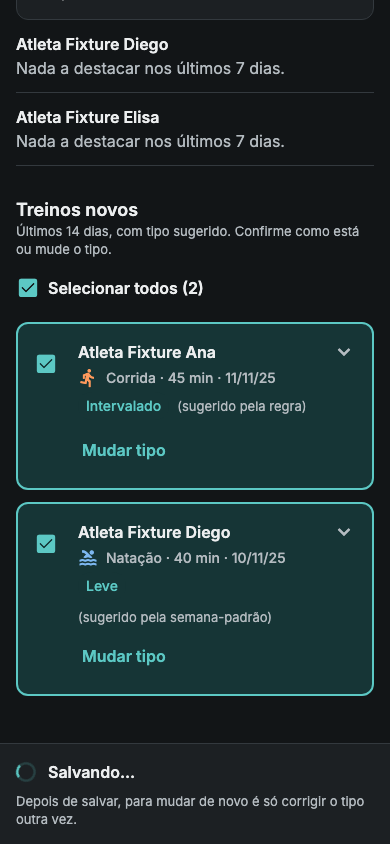 Atleta Fixture Diego
Nada a destacar nos últimos 7 dias.
Atleta Fixture Elisa
Nada a destacar nos últimos 7 dias.
Treinos novos
Últimos 14 dias, com tipo sugerido. Confirme como está
ou mude o tipo.
Selecionar todos (2)
Atleta Fixture Ana
Corrida · 45 min · 11/11/25
Intervalado (sugerido pela regra)
Mudar tipo
Atleta Fixture Diego
Natação · 40 min · 10/11/25
Leve
(sugerido pela semana-padrão)
Mudar tipo
Salvando...
Depois de salvar, para mudar de novo é só corrigir o tipo
outra vez.